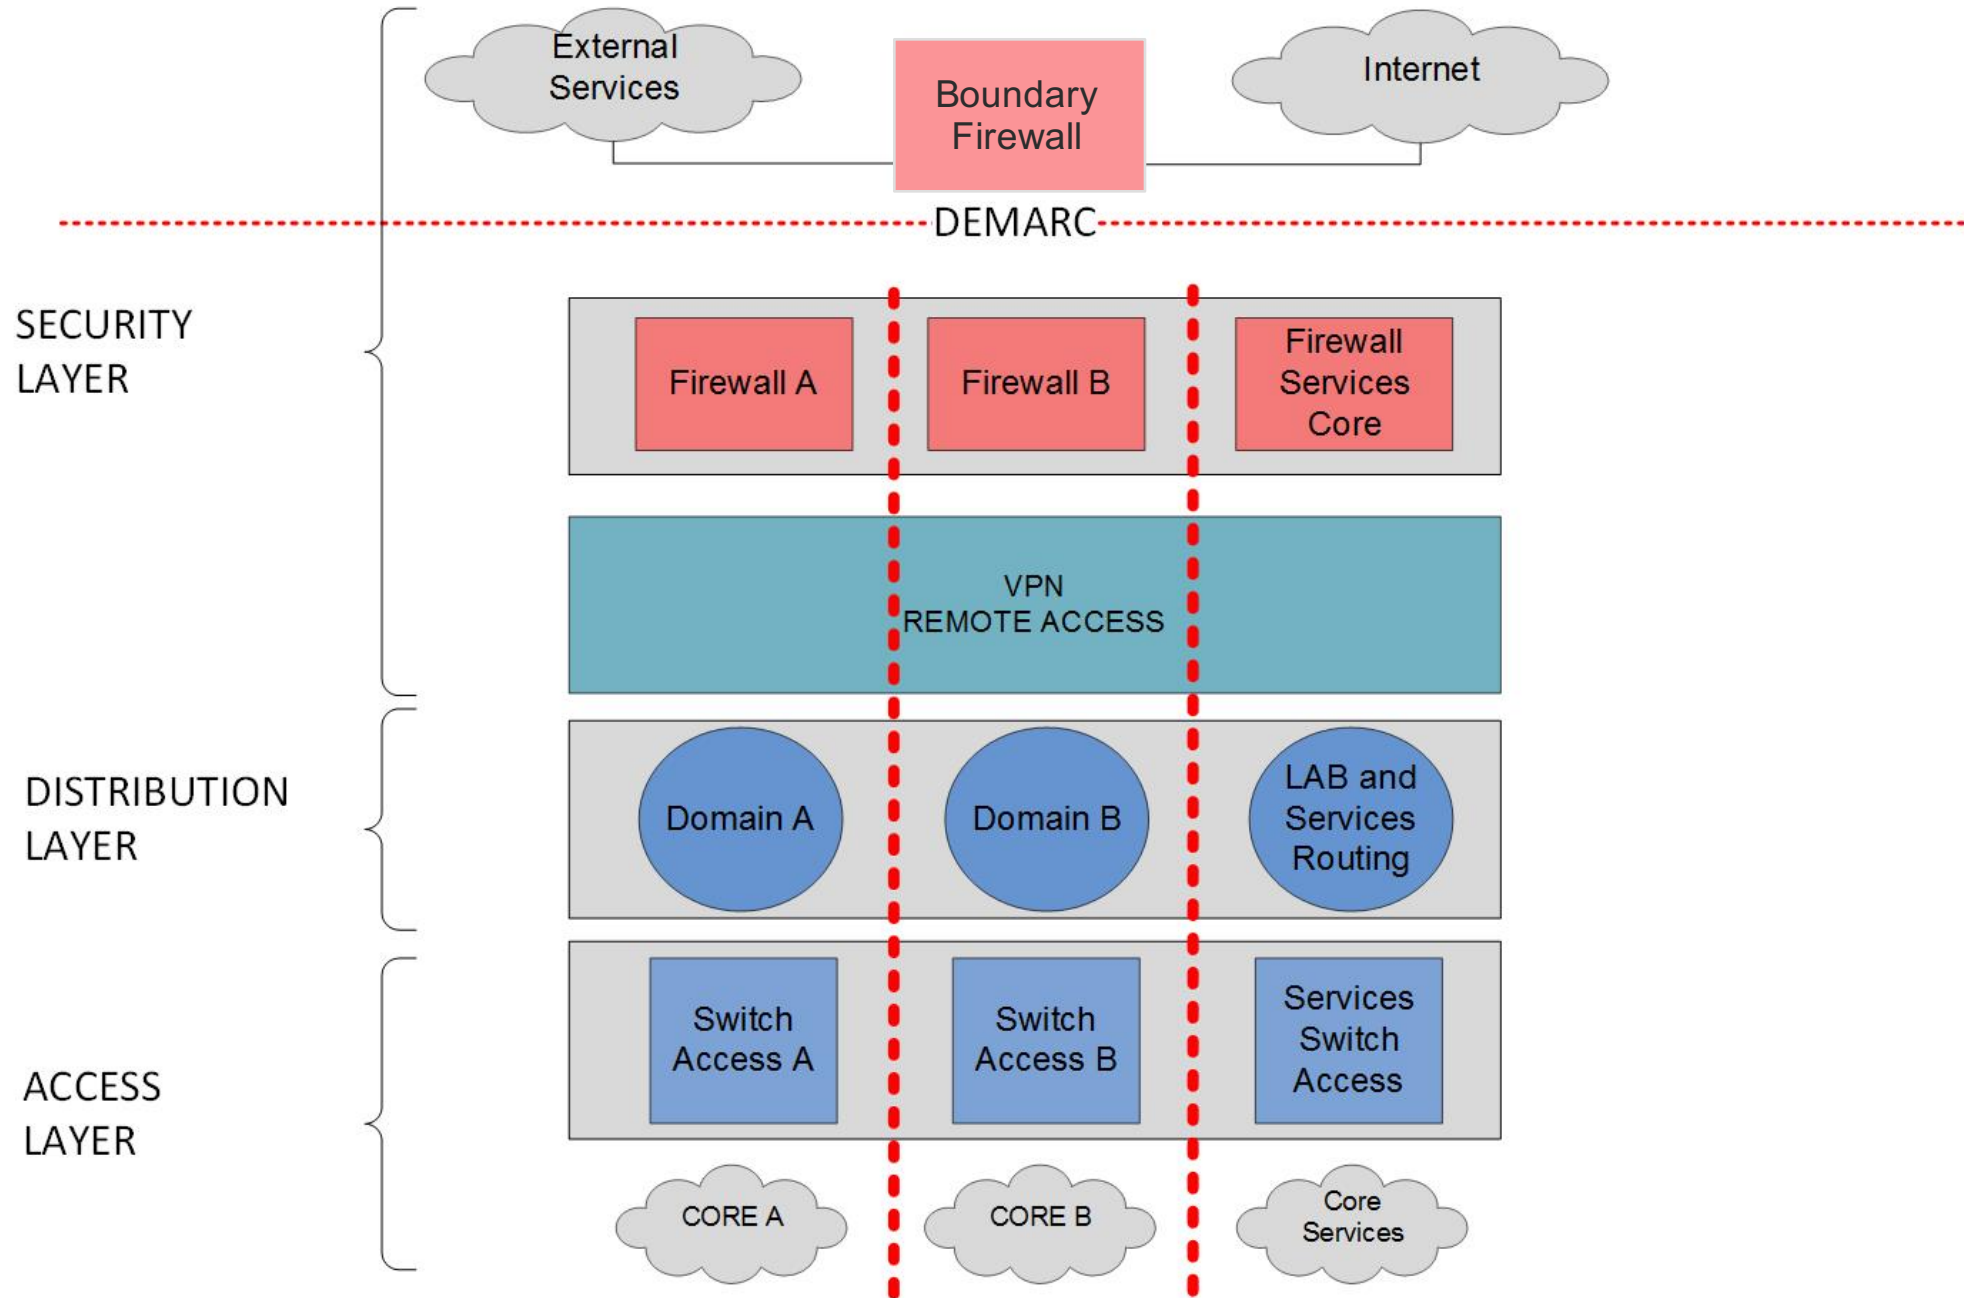 External
Services
Boundary
Firewall
Internet
DEMARC
SECURITY
LAYER
Firewall A
Firewall B
Firewall
Services
Core
VPN
REMOTE ACCESS
DISTRIBUTION
LAYER
Domain A
Domain B
LAB and
Services
Routing
ACCESS
LAYER
Switch
Access A
Switch
Access B
Services
Switch
Access
CORE A
CORE B
Core
Services